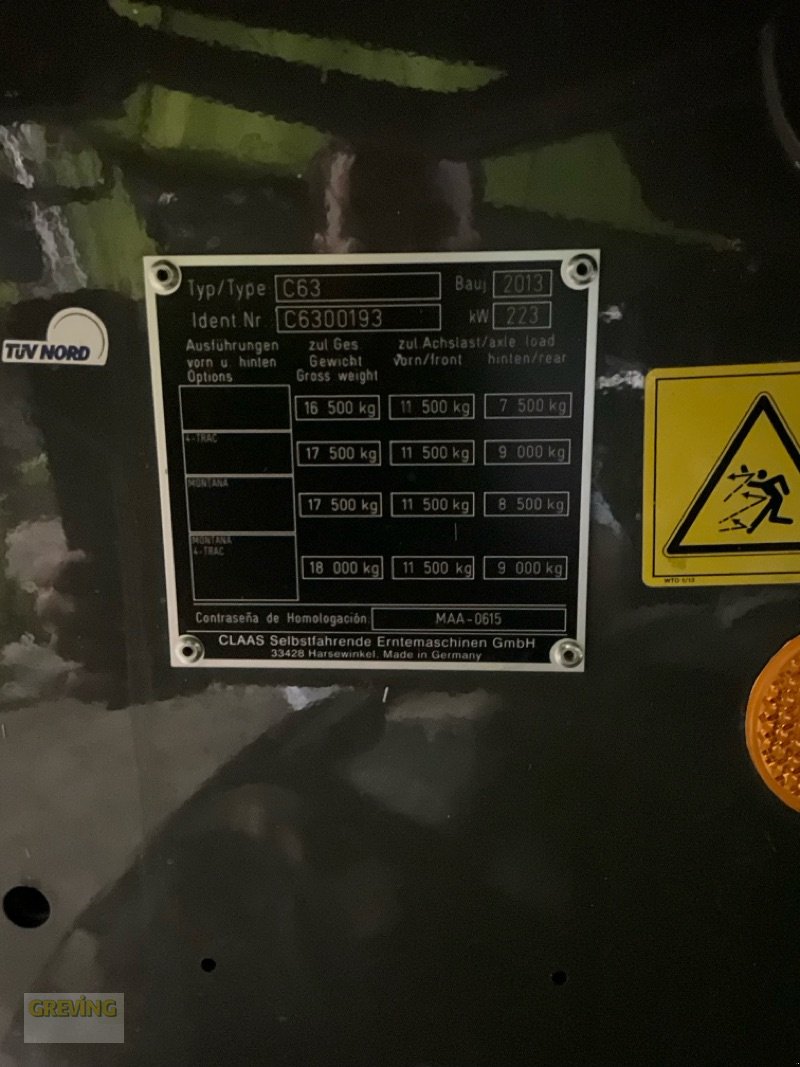 Typ/Type C63 Bauj. 2013
Ident.Nr. C6300193 kW 223
Ausführungen vorn u. hinten Options
zul.Ges. Gewicht Gross weight
zul.Achslast/axle load
vorn/front hinten/rear
16 500 kg 11 500 kg 7 500 kg
4-TRAC 17 500 kg 11 500 kg 9 000 kg
MONTANA 17 500 kg 11 500 kg 8 500 kg
MONTANA 4-TRAC 18 000 kg 11 500 kg 9 000 kg
Contraseña de Homologación MAA-0615
CLAAS Selbstfahrende Erntemaschinen GmbH
33428 Harsewinkel, Made in Germany
TÜV NORD
GREVING